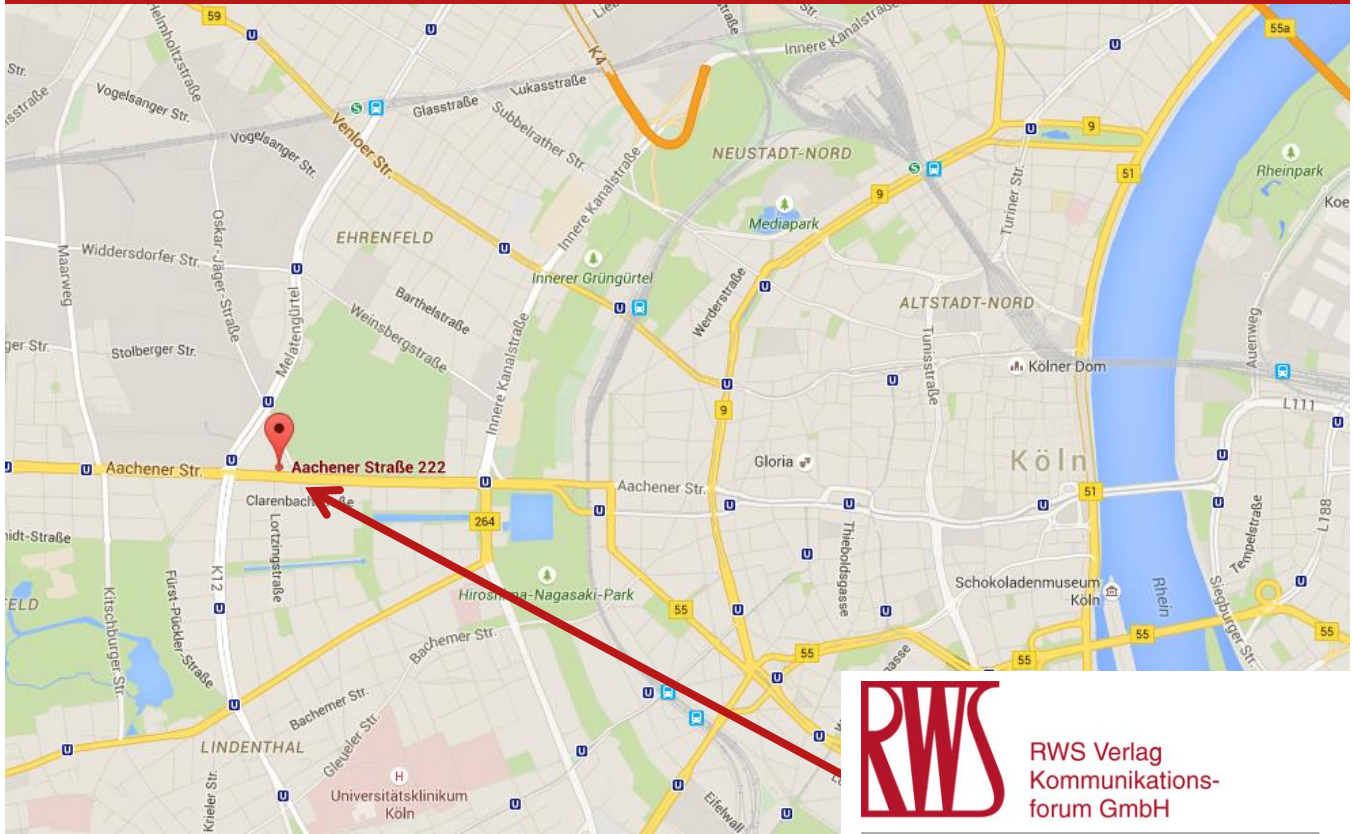 59
U
U
Innere Kanalstraße
55a
Helmholtzstraße
Str.
K4
Lukasstraße
Glasstraße
Vogelsanger Str.
Subbelrather Str.
Venloer Str.
Vogelsanger Str.
NEUSTADT-NORD
9
Rheinpark
51
9
Mediapark
Turiner Str.
Innere Kanalstraße
Oskar-Jäger-Straße
EHRENFELD
Maarweg
Widdersdorfer Str.
Innerer Grüngürtel
Werderstraße
ALTSTADT-NORD
Barthelstraße
Weinsbergstraße
Melatengürtel
Stolberger Str.
Tunisstraße
Auenweg
Kölner Dom
Innere Kanalstraße
L111
9
Aachener Str.
Aachener Straße 222
Gloria
Köln
Aachener Str.
51
Lortzingstraße
264
Thieboldsgasse
L188
Tempelstraße
K12
Schokoladenmuseum
Köln
Rhein
Fürst-Pückler-Straße
Kitschburger Str.
Hiroshima-Nagasaki-Park
55
Siegburger Str.
Bachemer Str.
55
55
55
55
Bachemer Str.
LINDENTHAL
Gleueler Str.
H
Universitätsklinikum
Köln
Krieler Str.
Eifelwall
RWS
RWS Verlag
Kommunikations-
forum GmbH